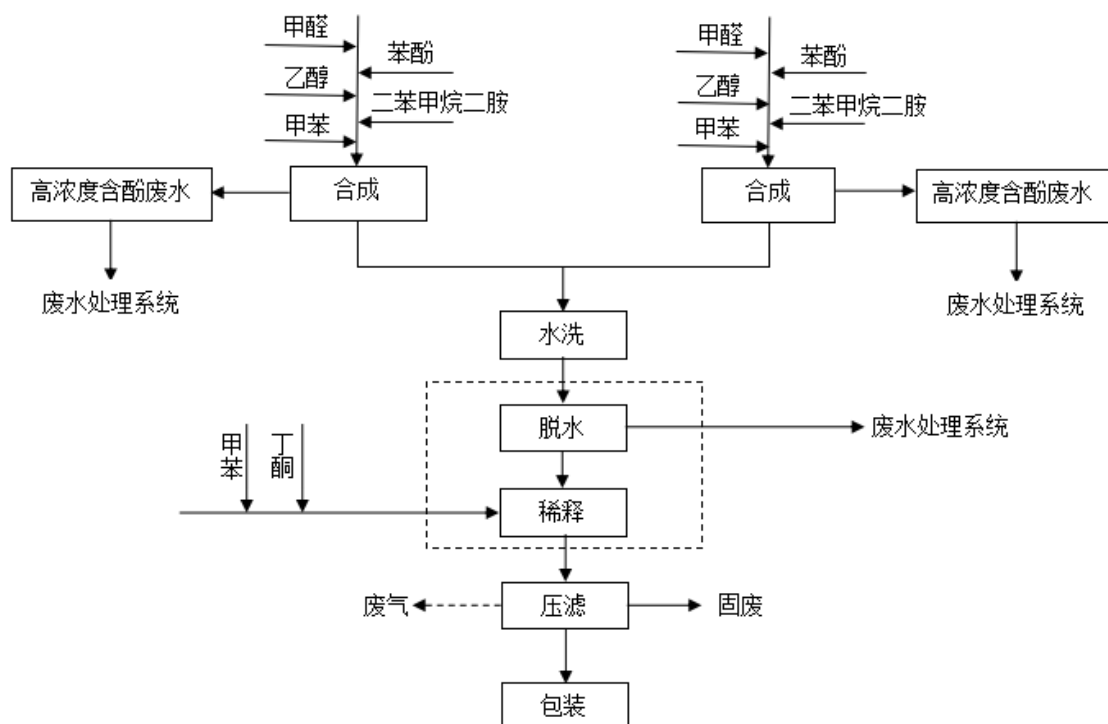 甲醛
苯酚
乙醇
二苯甲烷二胺
甲苯
合成
高浓度含酚废水
废水处理系统
甲醛
苯酚
乙醇
二苯甲烷二胺
甲苯
合成
高浓度含酚废水
废水处理系统
水洗
脱水
废水处理系统
甲苯
丁酮
稀释
废气
压滤
固废
包装